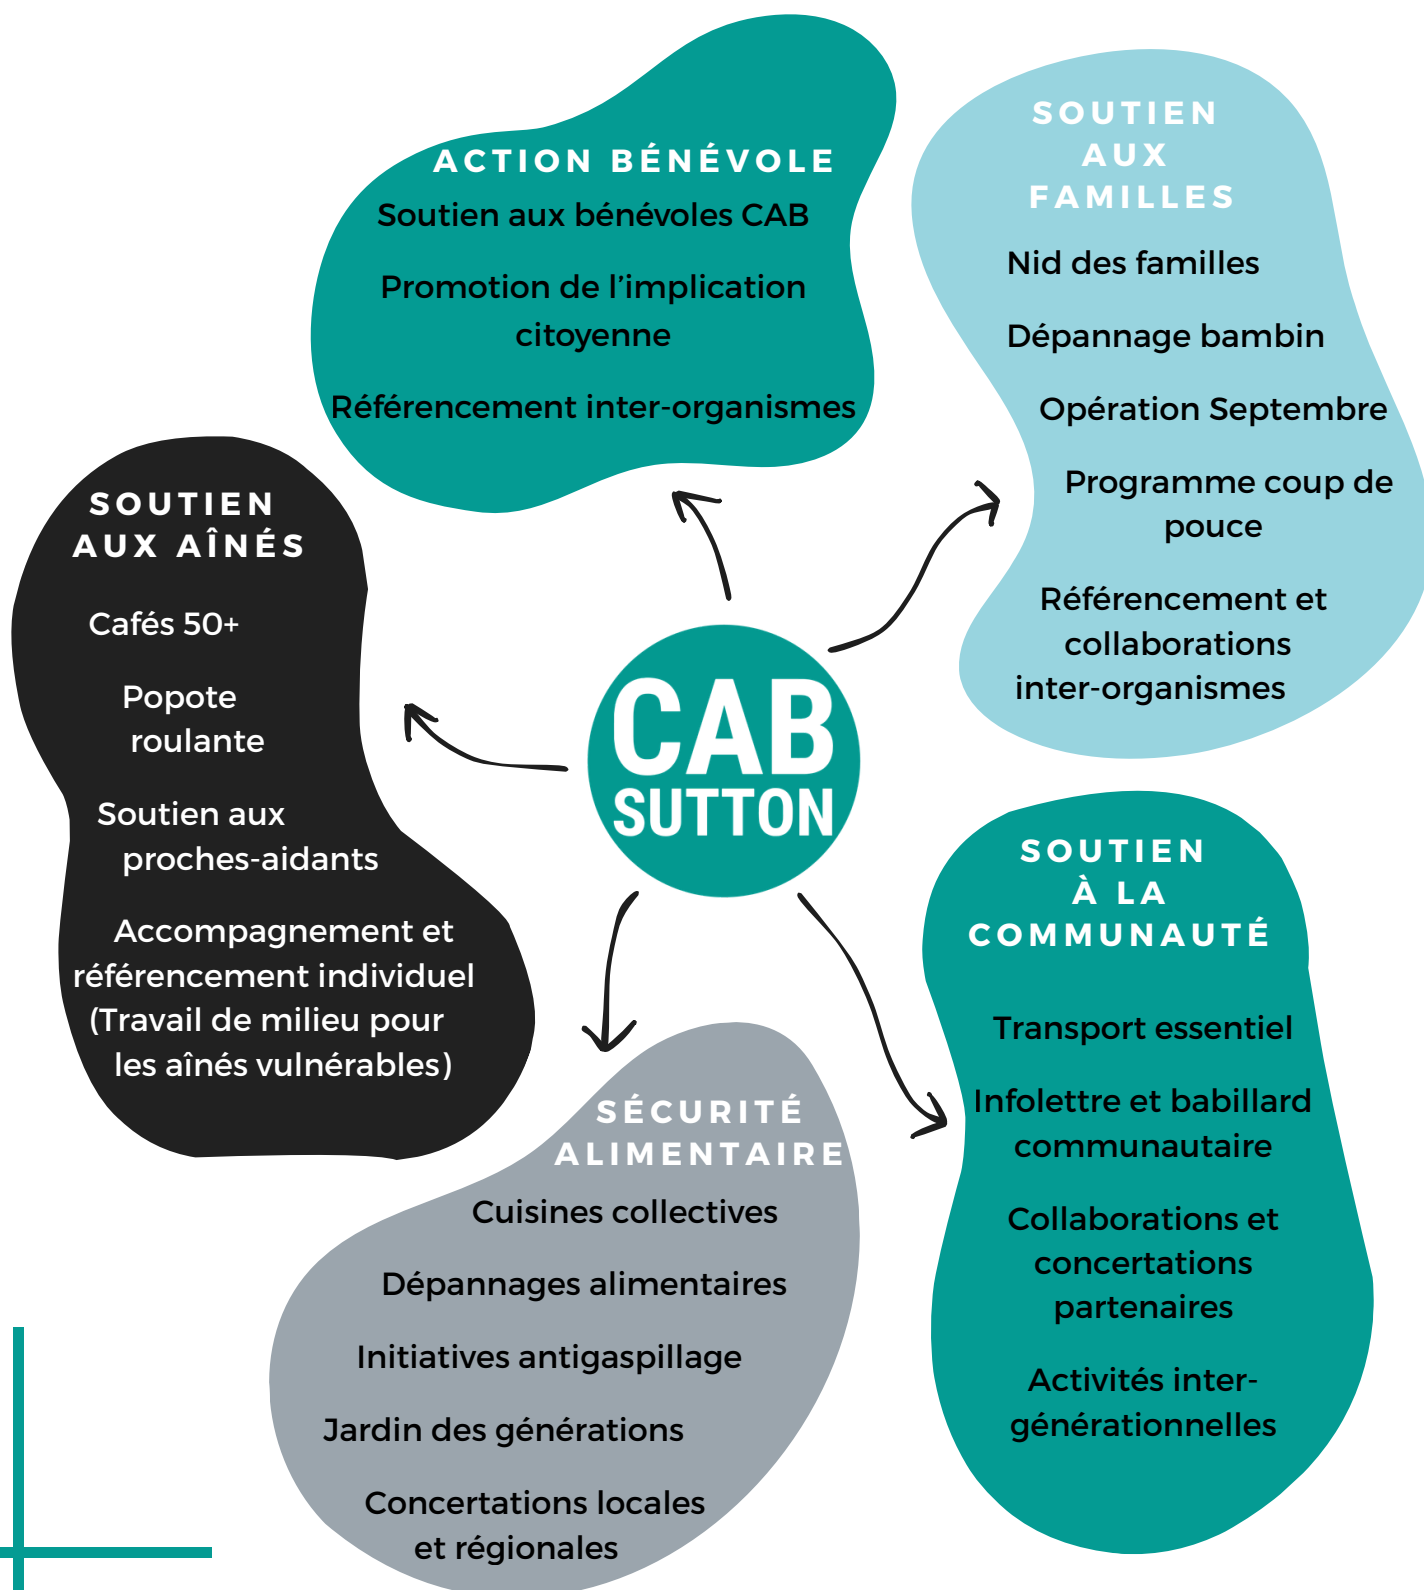 ACTION BÉNÉVOLE
Soutien aux bénévoles CAB
Promotion de l'implication
citoyenne
Référencement inter-organismes
SOUTIEN
AUX
FAMILLES
Nid des familles
Dépannage bambin
Opération Septembre
Programme coup de
pouce
Référencement et
collaborations
inter-organismes
SOUTIEN
AUX AÎNÉS
Cafés 50+
Popote
roulante
Soutien aux
proches-aidants
Accompagnement et
référencement individuel
(Travail de milieu pour
les aînés vulnérables)
CAB
SUTTON
SOUTIEN
À LA
COMMUNAUTÉ
Transport essentiel
Infolettre et babillard
communautaire
Collaborations et
concertations
partenaires
Activités inter-
générationnelles
SÉCURITÉ
ALIMENTAIRE
Cuisines collectives
Dépannages alimentaires
Initiatives antigaspillage
Jardin des générations
Concertations locales
et régionales